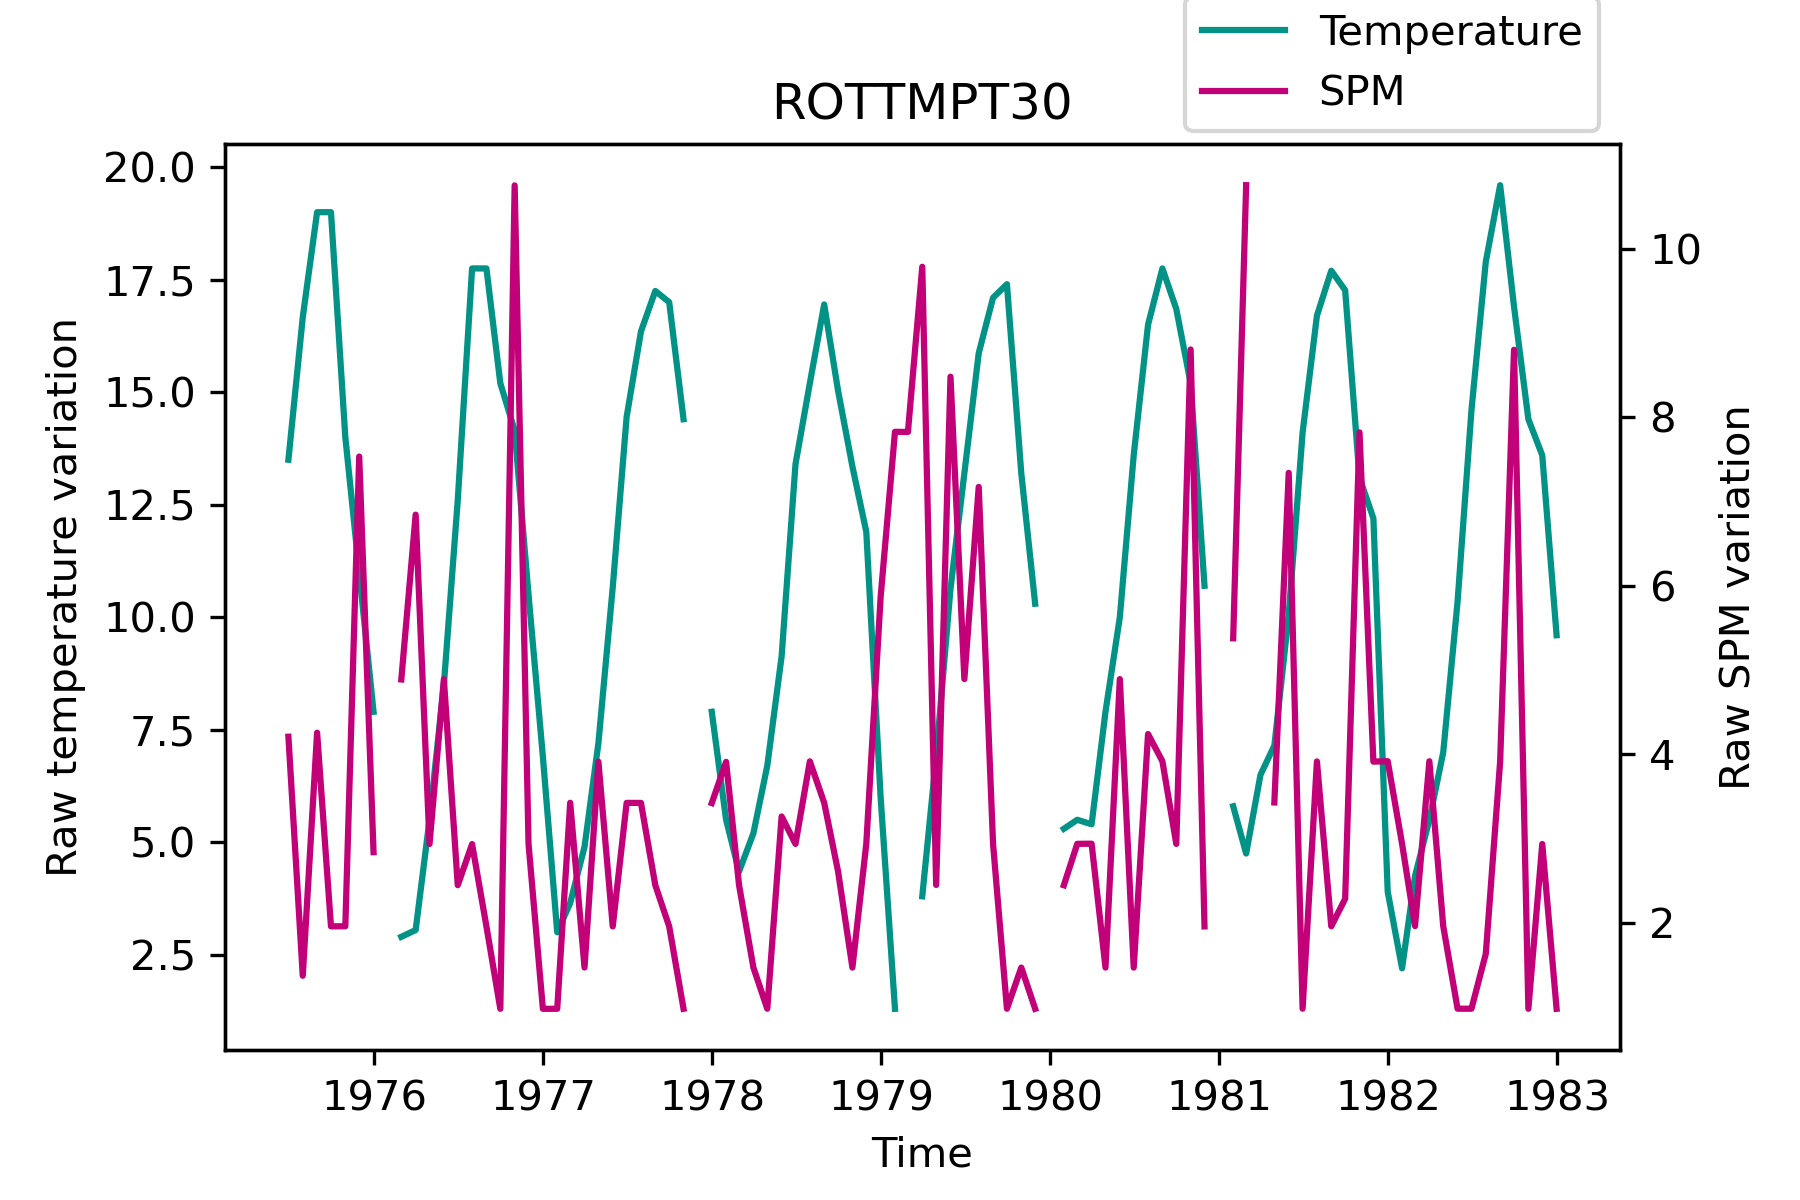 Temperature
SPM
ROTTMPT30
Raw temperature variation
20.0
17.5
15.0
12.5
10.0
7.5
5.0
2.5
10
8
6
4
2
Raw SPM variation
1976 1977 1978 1979 1980 1981 1982 1983
Time